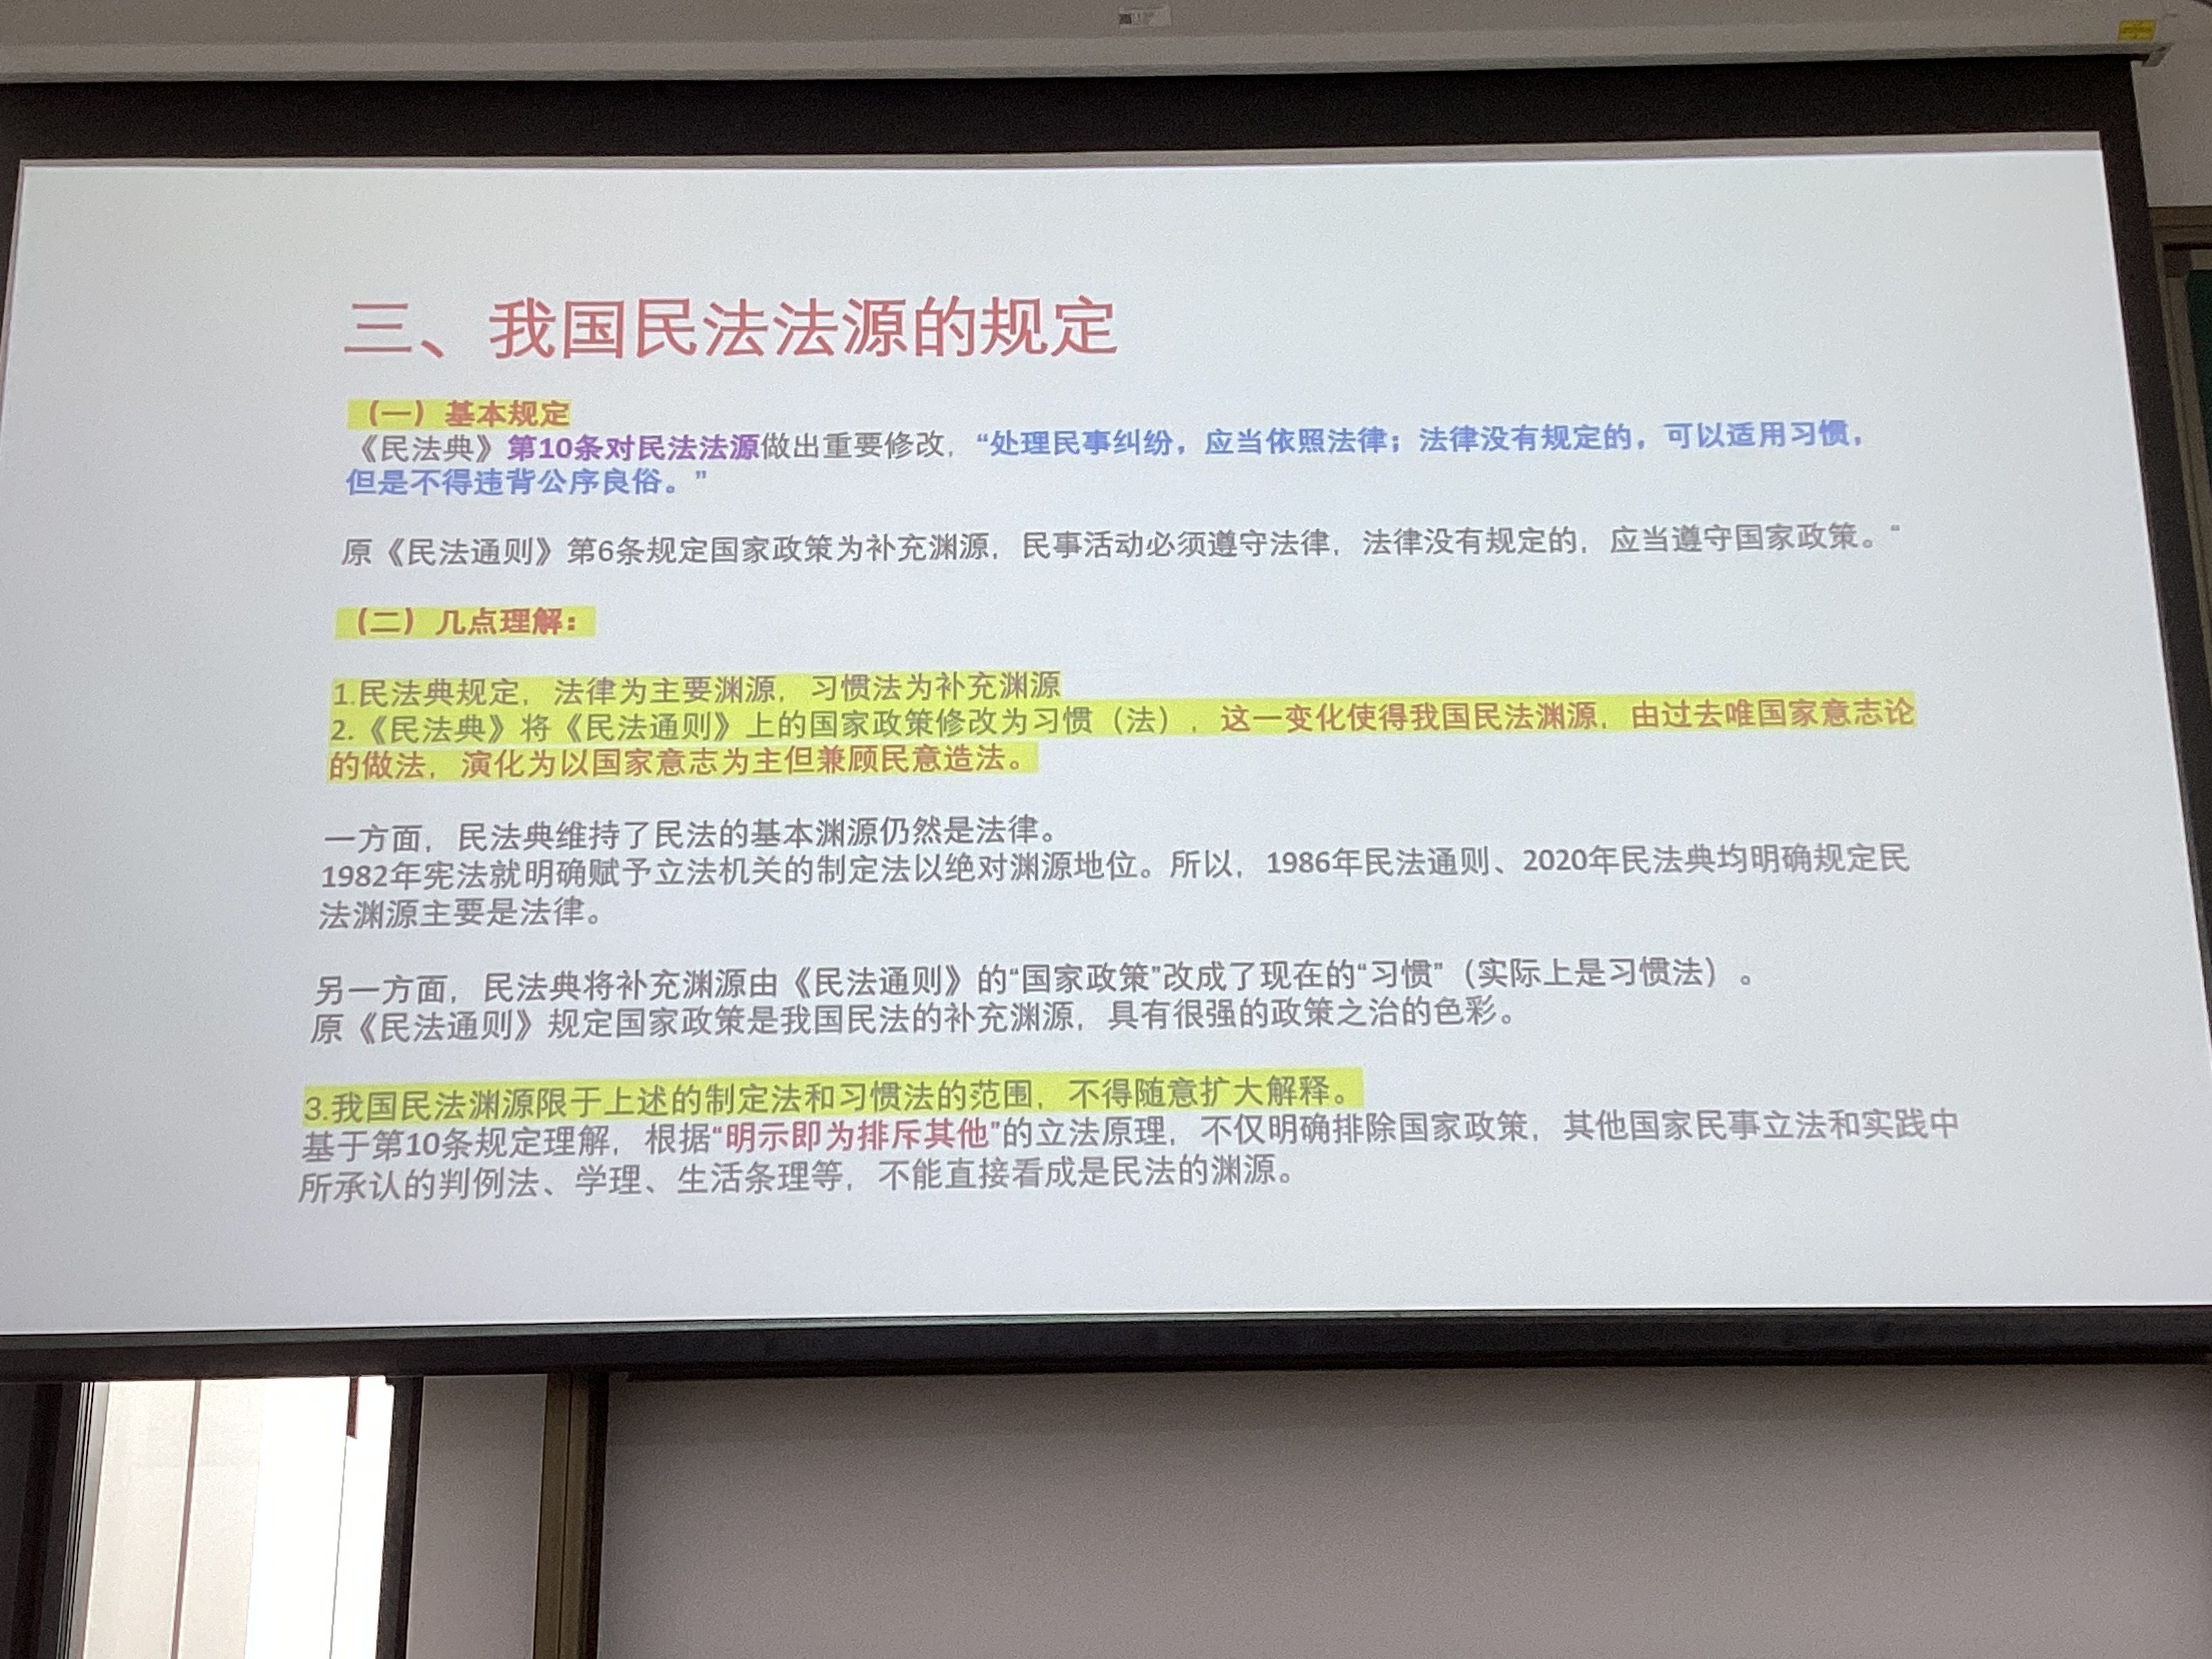 三、我国民法法源的规定
（一）基本规定
《民法典》第10条对民法法源做出重要修改，“处理民事纠纷，应当依照法律；法律没有规定的，可以适用习惯，
但是不得违背公序良俗。”
原《民法通则》第6条规定国家政策为补充渊源，民事活动必须遵守法律，法律没有规定的，应当遵守国家政策。“
（二）几点理解：
1.民法典规定，法律为主要渊源，习惯法为补充渊源
2.《民法典》将《民法通则》上的国家政策修改为习惯（法），这一变化使得我国民法渊源，由过去唯国家意志论
的做法，演化为以国家意志为主但兼顾民意造法。
一方面，民法典维持了民法的基本渊源仍然是法律。
1982年宪法就明确赋予立法机关的制定法以绝对渊源地位。所以，1986年民法通则、2020年民法典均明确规定民
法渊源主要是法律。
另一方面，民法典将补充渊源由《民法通则》的“国家政策”改成了现在的“习惯”（实际上是习惯法）。
原《民法通则》规定国家政策是我国民法的补充渊源，具有很强的政策之治的色彩。
3.我国民法渊源限于上述的制定法和习惯法的范围，不得随意扩大解释。
基于第10条规定理解，根据“明示即为排斥其他”的立法原理，不仅明确排除国家政策，其他国家民事立法和实践中
所承认的判例法、学理、生活条理等，不能直接看成是民法的渊源。